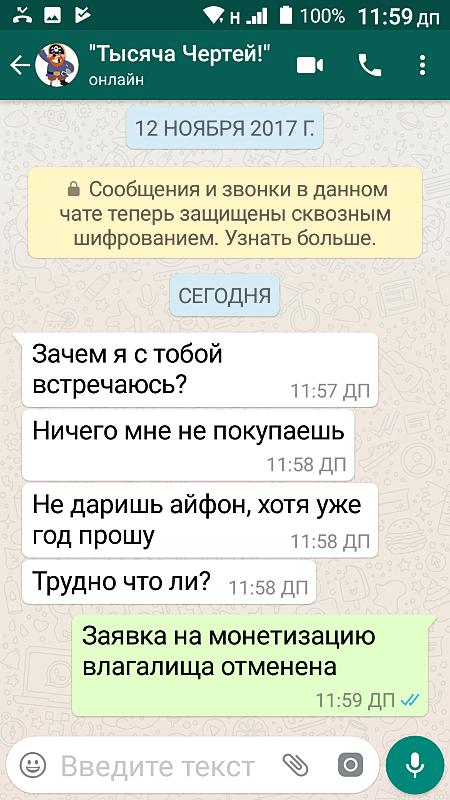 Н 100% 11:59 дп
"Тысяча Чертей!"
онлайн
12 НОЯБРЯ 2017 Г.
Сообщения и звонки в данном
чате теперь защищены сквозным
шифрованием. Узнать больше.
СЕГОДНЯ
Зачем я с тобой
встречаюсь?
11:57 ДП
Ничего мне не покупаешь
11:58 ДП
Не даришь айфон, хотя уже
год прошу
11:58 ДП
Трудно что ли? 11:58 ДП
Заявка на монетизацию
влагалища отменена
11:59 ДП
Введите текст